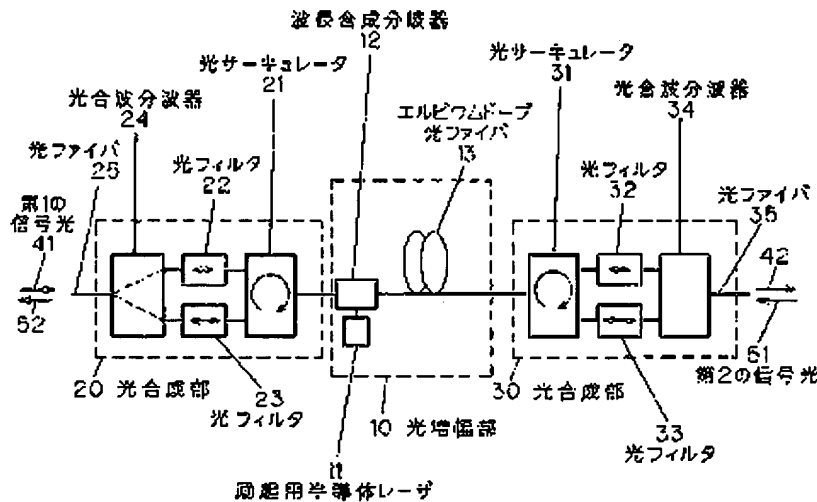 波長合成分岐器
12
光サーキュレータ
21
光サーキュレータ
31
光合波分波器
24
光合波分波器
34
エルビウムドープ
光ファイバ
13
光ファイバ
25
光フィルタ
22
光フィルタ
32
光ファイバ
35
第1の
信号光
41
52
42
51
第2の信号光
20 光合成部
23
光フィルタ
10 光増幅部
30 光合成部
33
光フィルタ
11
励起用半導体レーザ